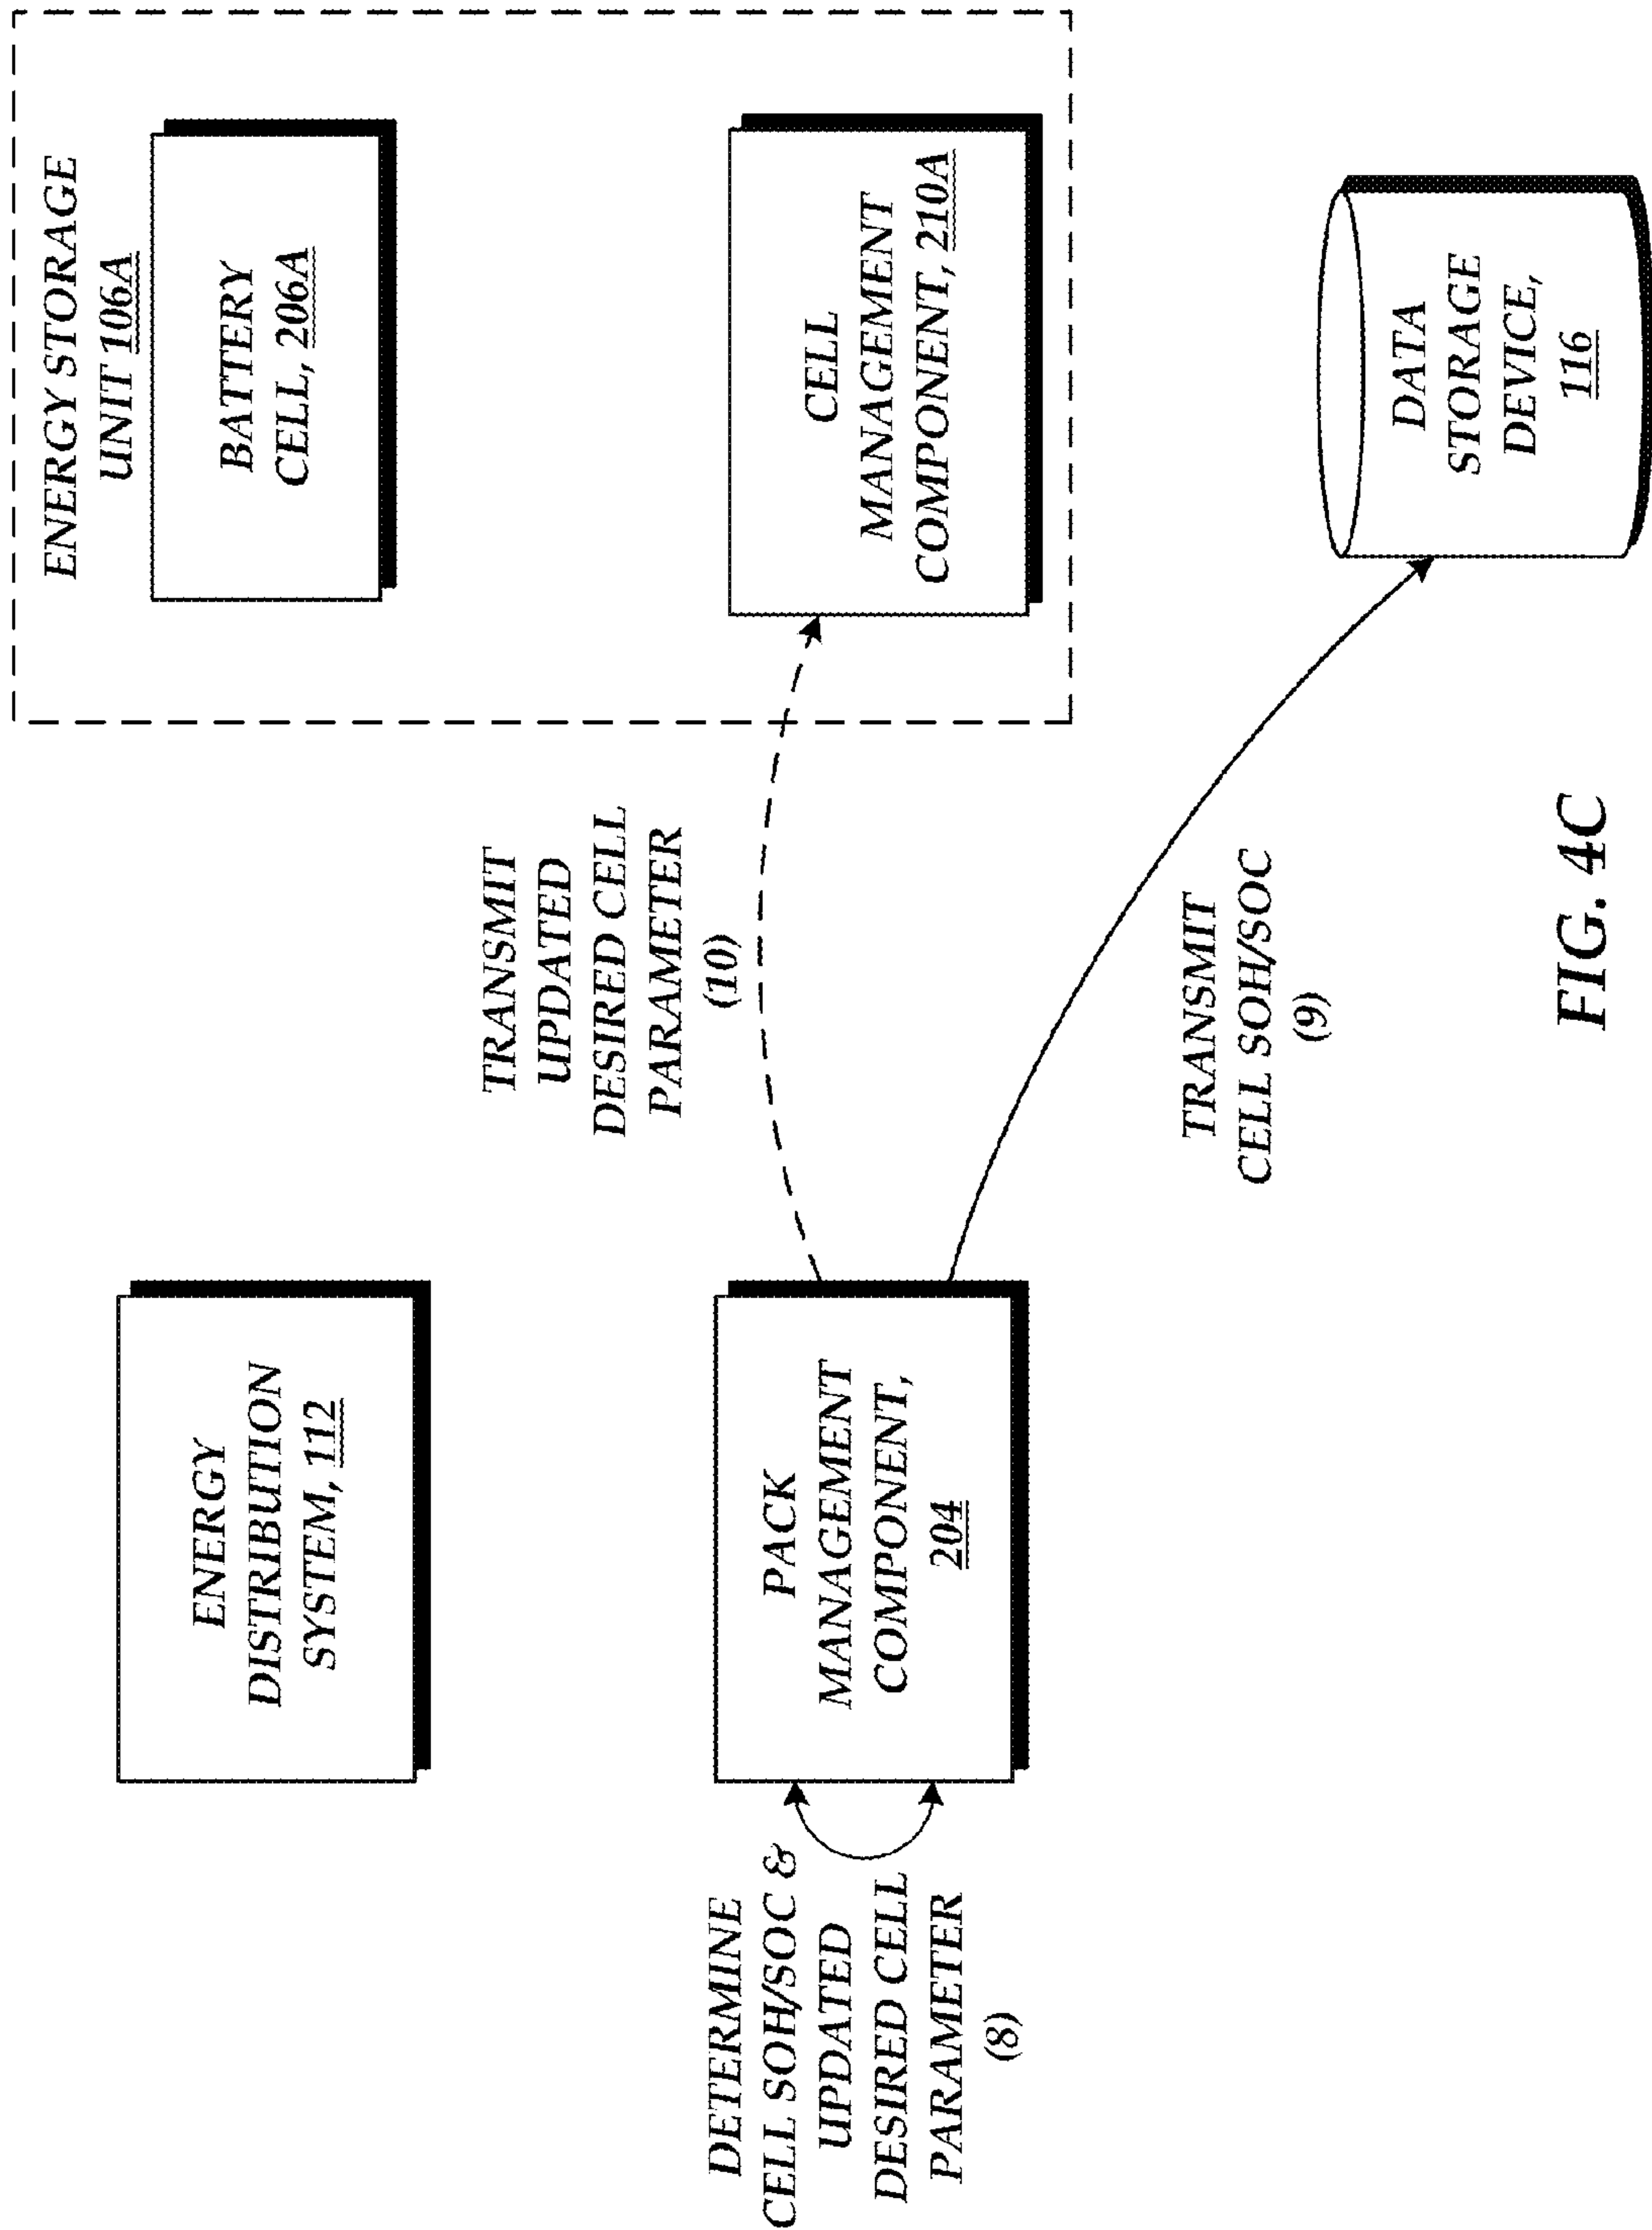 ENERGY
DISTRIBUTION
SYSTEM, 112
ENERGY STORAGE
UNIT 106A
BATTERY
CELL, 206A
TRANSMIT
UPDATED
DESIRED CELL
PARAMETER
(10)
DETERMINE
CELL SOH/SOC &
UPDATED
DESIRED CELL
PARAMETER
(8)
PACK
MANAGEMENT
COMPONENT,
204
CELL
MANAGEMENT
COMPONENT, 210A
TRANSMIT
CELL SOH/SOC
(9)
DATA
STORAGE
DEVICE,
116
FIG. 4C